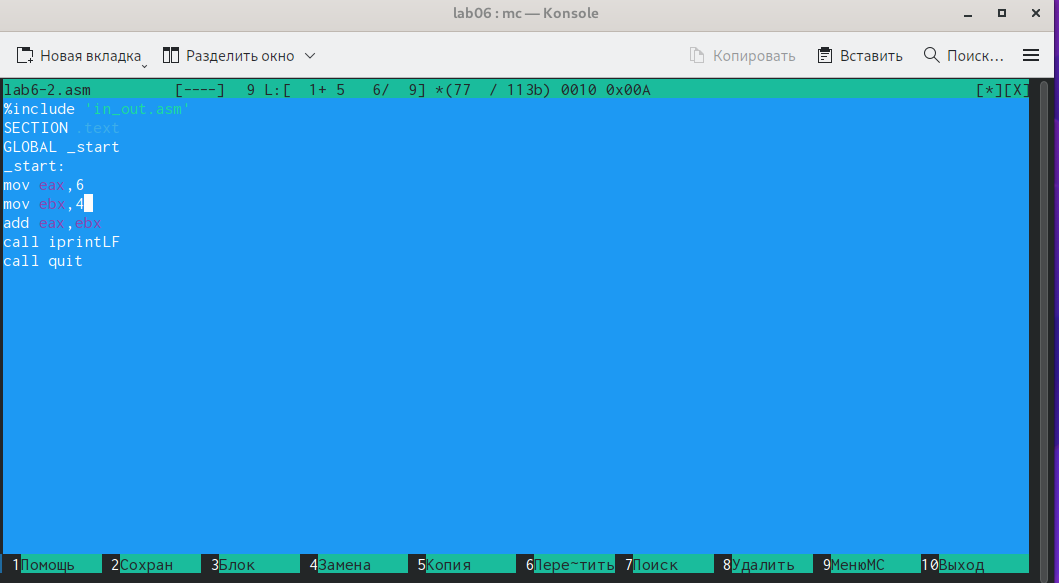 lab06 : mc — Konsole
Новая вкладка Разделить окно Копировать Вставить Поиск...
lab6-2.asm [----] 9 L:[ 1+ 5 6/ 9] *(77 / 113b) 0010 0x00A [*][X]
%include 'in_out.asm'
SECTION .text
GLOBAL _start
_start:
mov eax,6
mov ebx,4
add eax,ebx
call iprintLF
call quit
1Помощь 2Сохран 3Блок 4Замена 5Копия 6Пере~тить 7Поиск 8Удалить 9МенюMC 10Выход